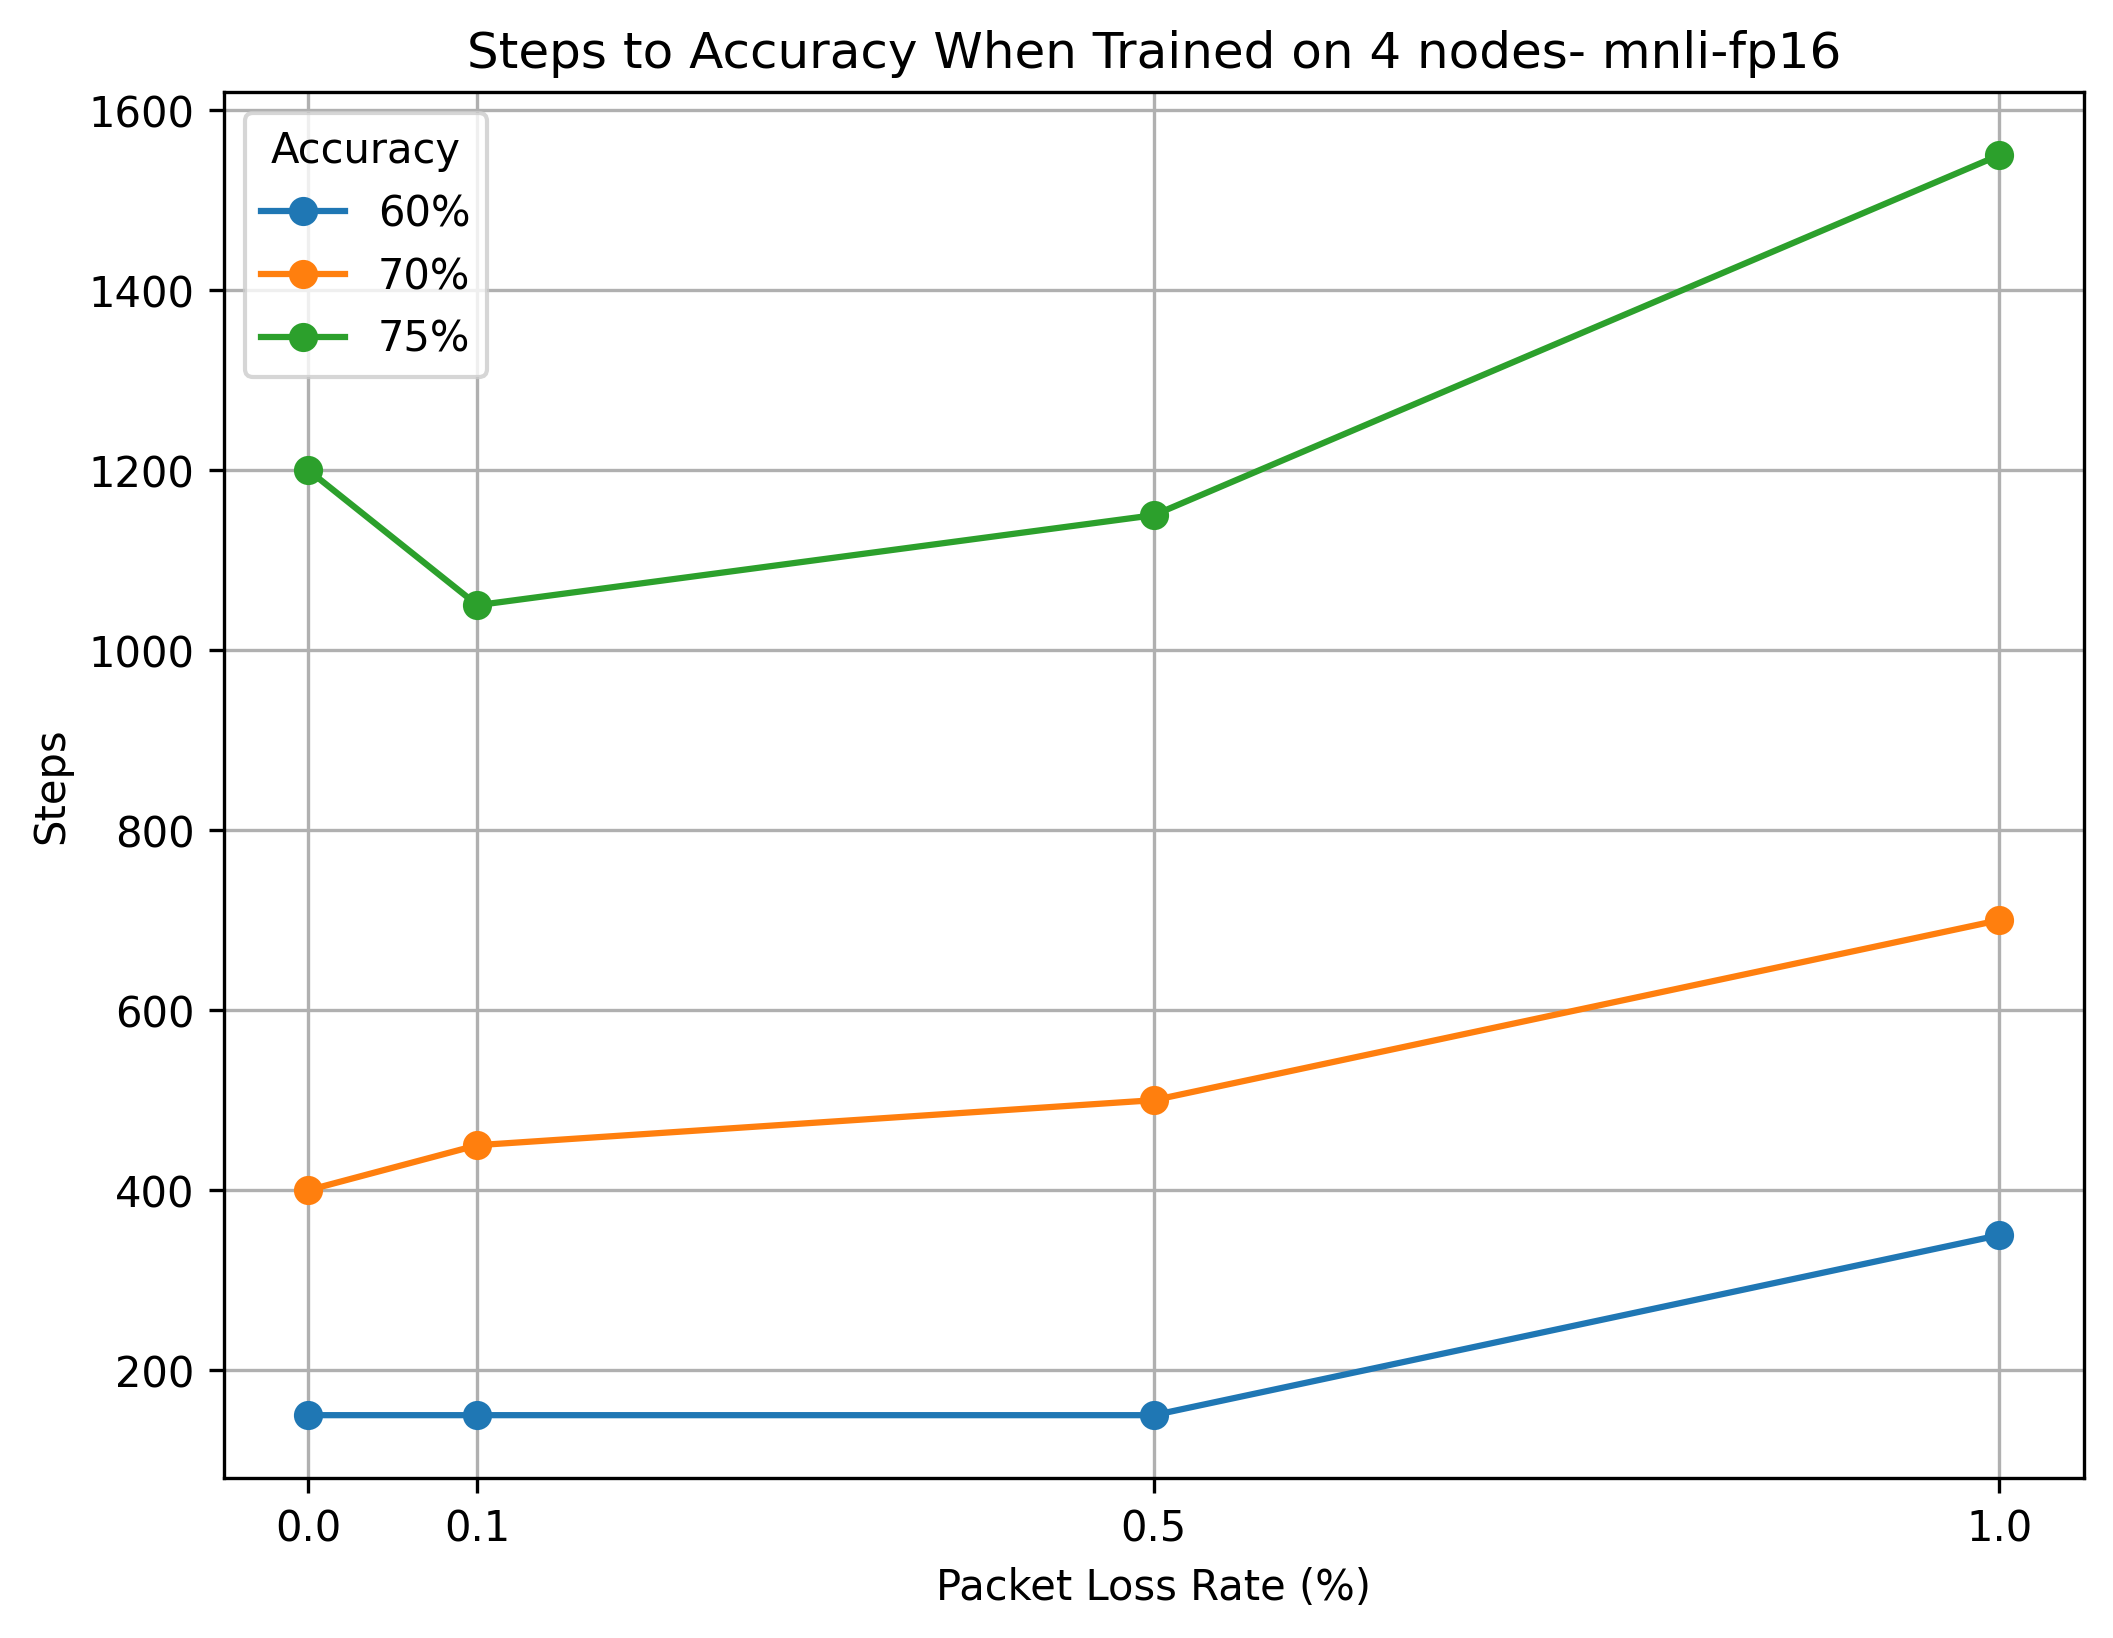 Steps to Accuracy When Trained on 4 nodes- mnli-fp16
1600
1400
1200
1000
800
600
400
200
Steps
Accuracy
60%
70%
75%
0.0 0.1 0.5 1.0
Packet Loss Rate (%)